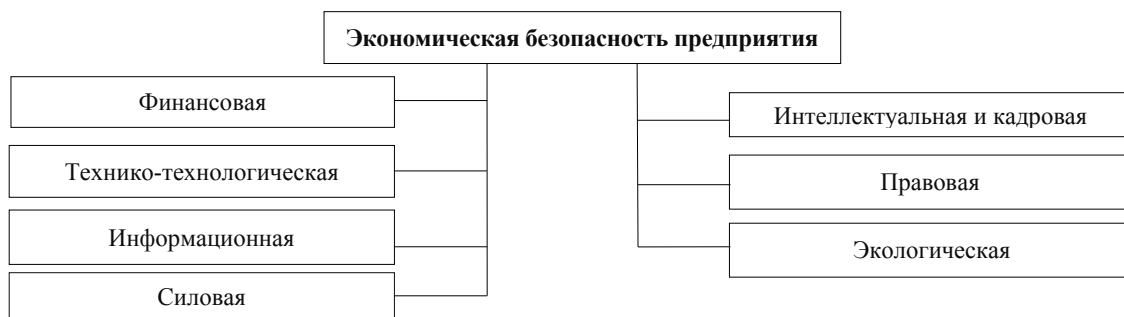 Экономическая безопасность предприятия
Финансовая
Технико-технологическая
Информационная
Силовая
Интеллектуальная и кадровая
Правовая
Экологическая